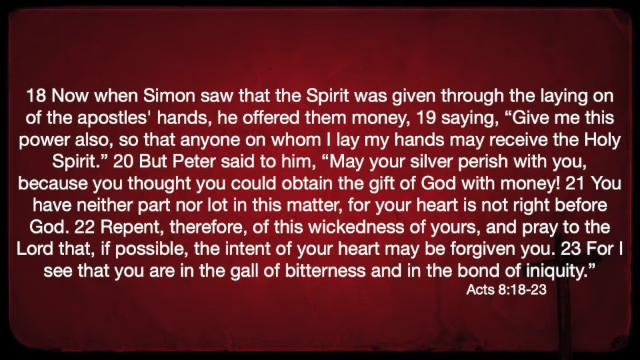 18 Now when Simon saw that the Spirit was given through the laying on
of the apostles' hands, he offered them money, 19 saying, “Give me this
power also, so that anyone on whom I lay my hands may receive the Holy
Spirit.” 20 But Peter said to him, “May your silver perish with you,
because you thought you could obtain the gift of God with money! 21 You
have neither part nor lot in this matter, for your heart is not right before
God. 22 Repent, therefore, of this wickedness of yours, and pray to the
Lord that, if possible, the intent of your heart may be forgiven you. 23 For I
see that you are in the gall of bitterness and in the bond of iniquity.”
Acts 8:18-23